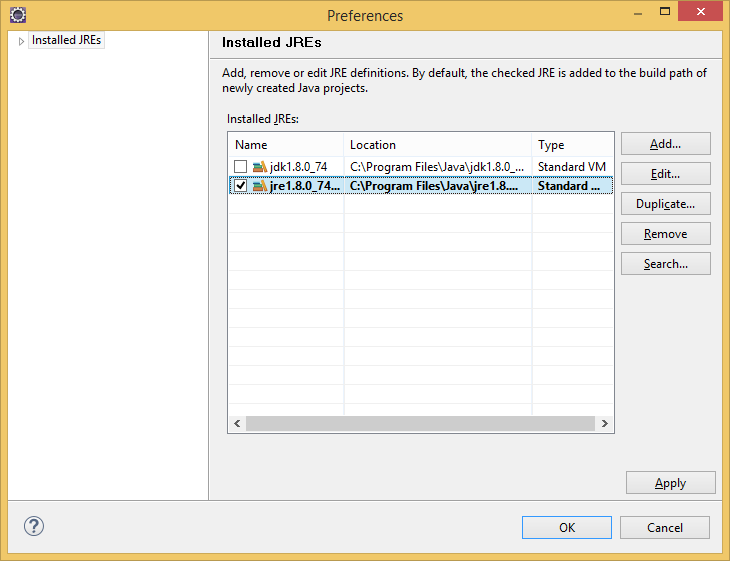 Preferences
Installed JREs
Installed JREs
Add, remove or edit JRE definitions. By default, the checked JRE is added to the build path of
newly created Java projects.
Installed JREs:
Name Location Type
jdk1.8.0_74 C:\Program Files\Java\jdk1.8.0_... Standard VM
jre1.8.0_74... C:\Program Files\Java\jre1.8.... Standard ...
Add...
Edit...
Duplicate...
Remove
Search...
Apply
?
OK Cancel